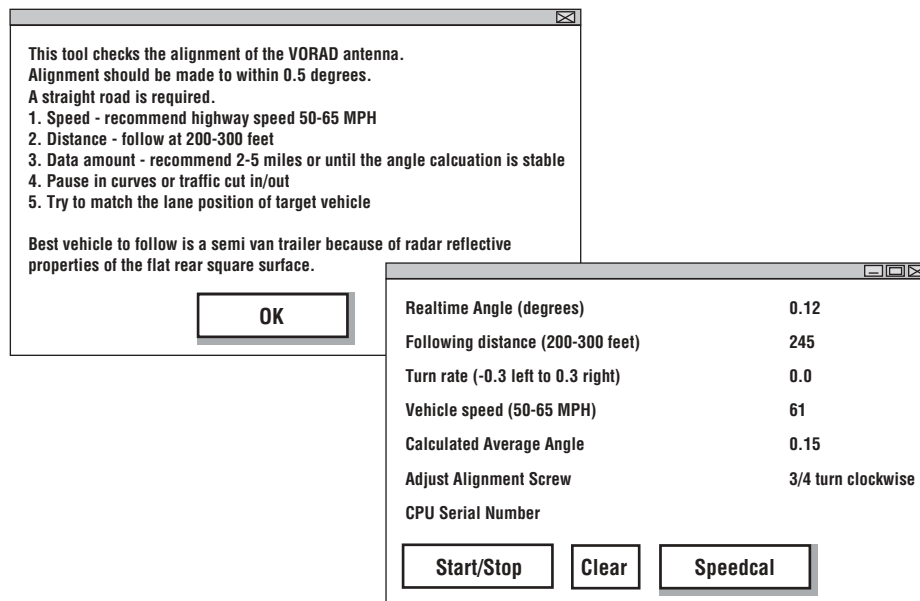 This tool checks the alignment of the VORAD antenna.
Alignment should be made to within 0.5 degrees.
A straight road is required.
1. Speed - recommend highway speed 50-65 MPH
2. Distance - follow at 200-300 feet
3. Data amount - recommend 2-5 miles or until the angle calcuation is stable
4. Pause in curves or traffic cut in/out
5. Try to match the lane position of target vehicle
Best vehicle to follow is a semi van trailer because of radar reflective
properties of the flat rear square surface.
OK
Realtime Angle (degrees) 0.12
Following distance (200-300 feet) 245
Turn rate (-0.3 left to 0.3 right) 0.0
Vehicle speed (50-65 MPH) 61
Calculated Average Angle 0.15
Adjust Alignment Screw 3/4 turn clockwise
CPU Serial Number
Start/Stop Clear Speedcal